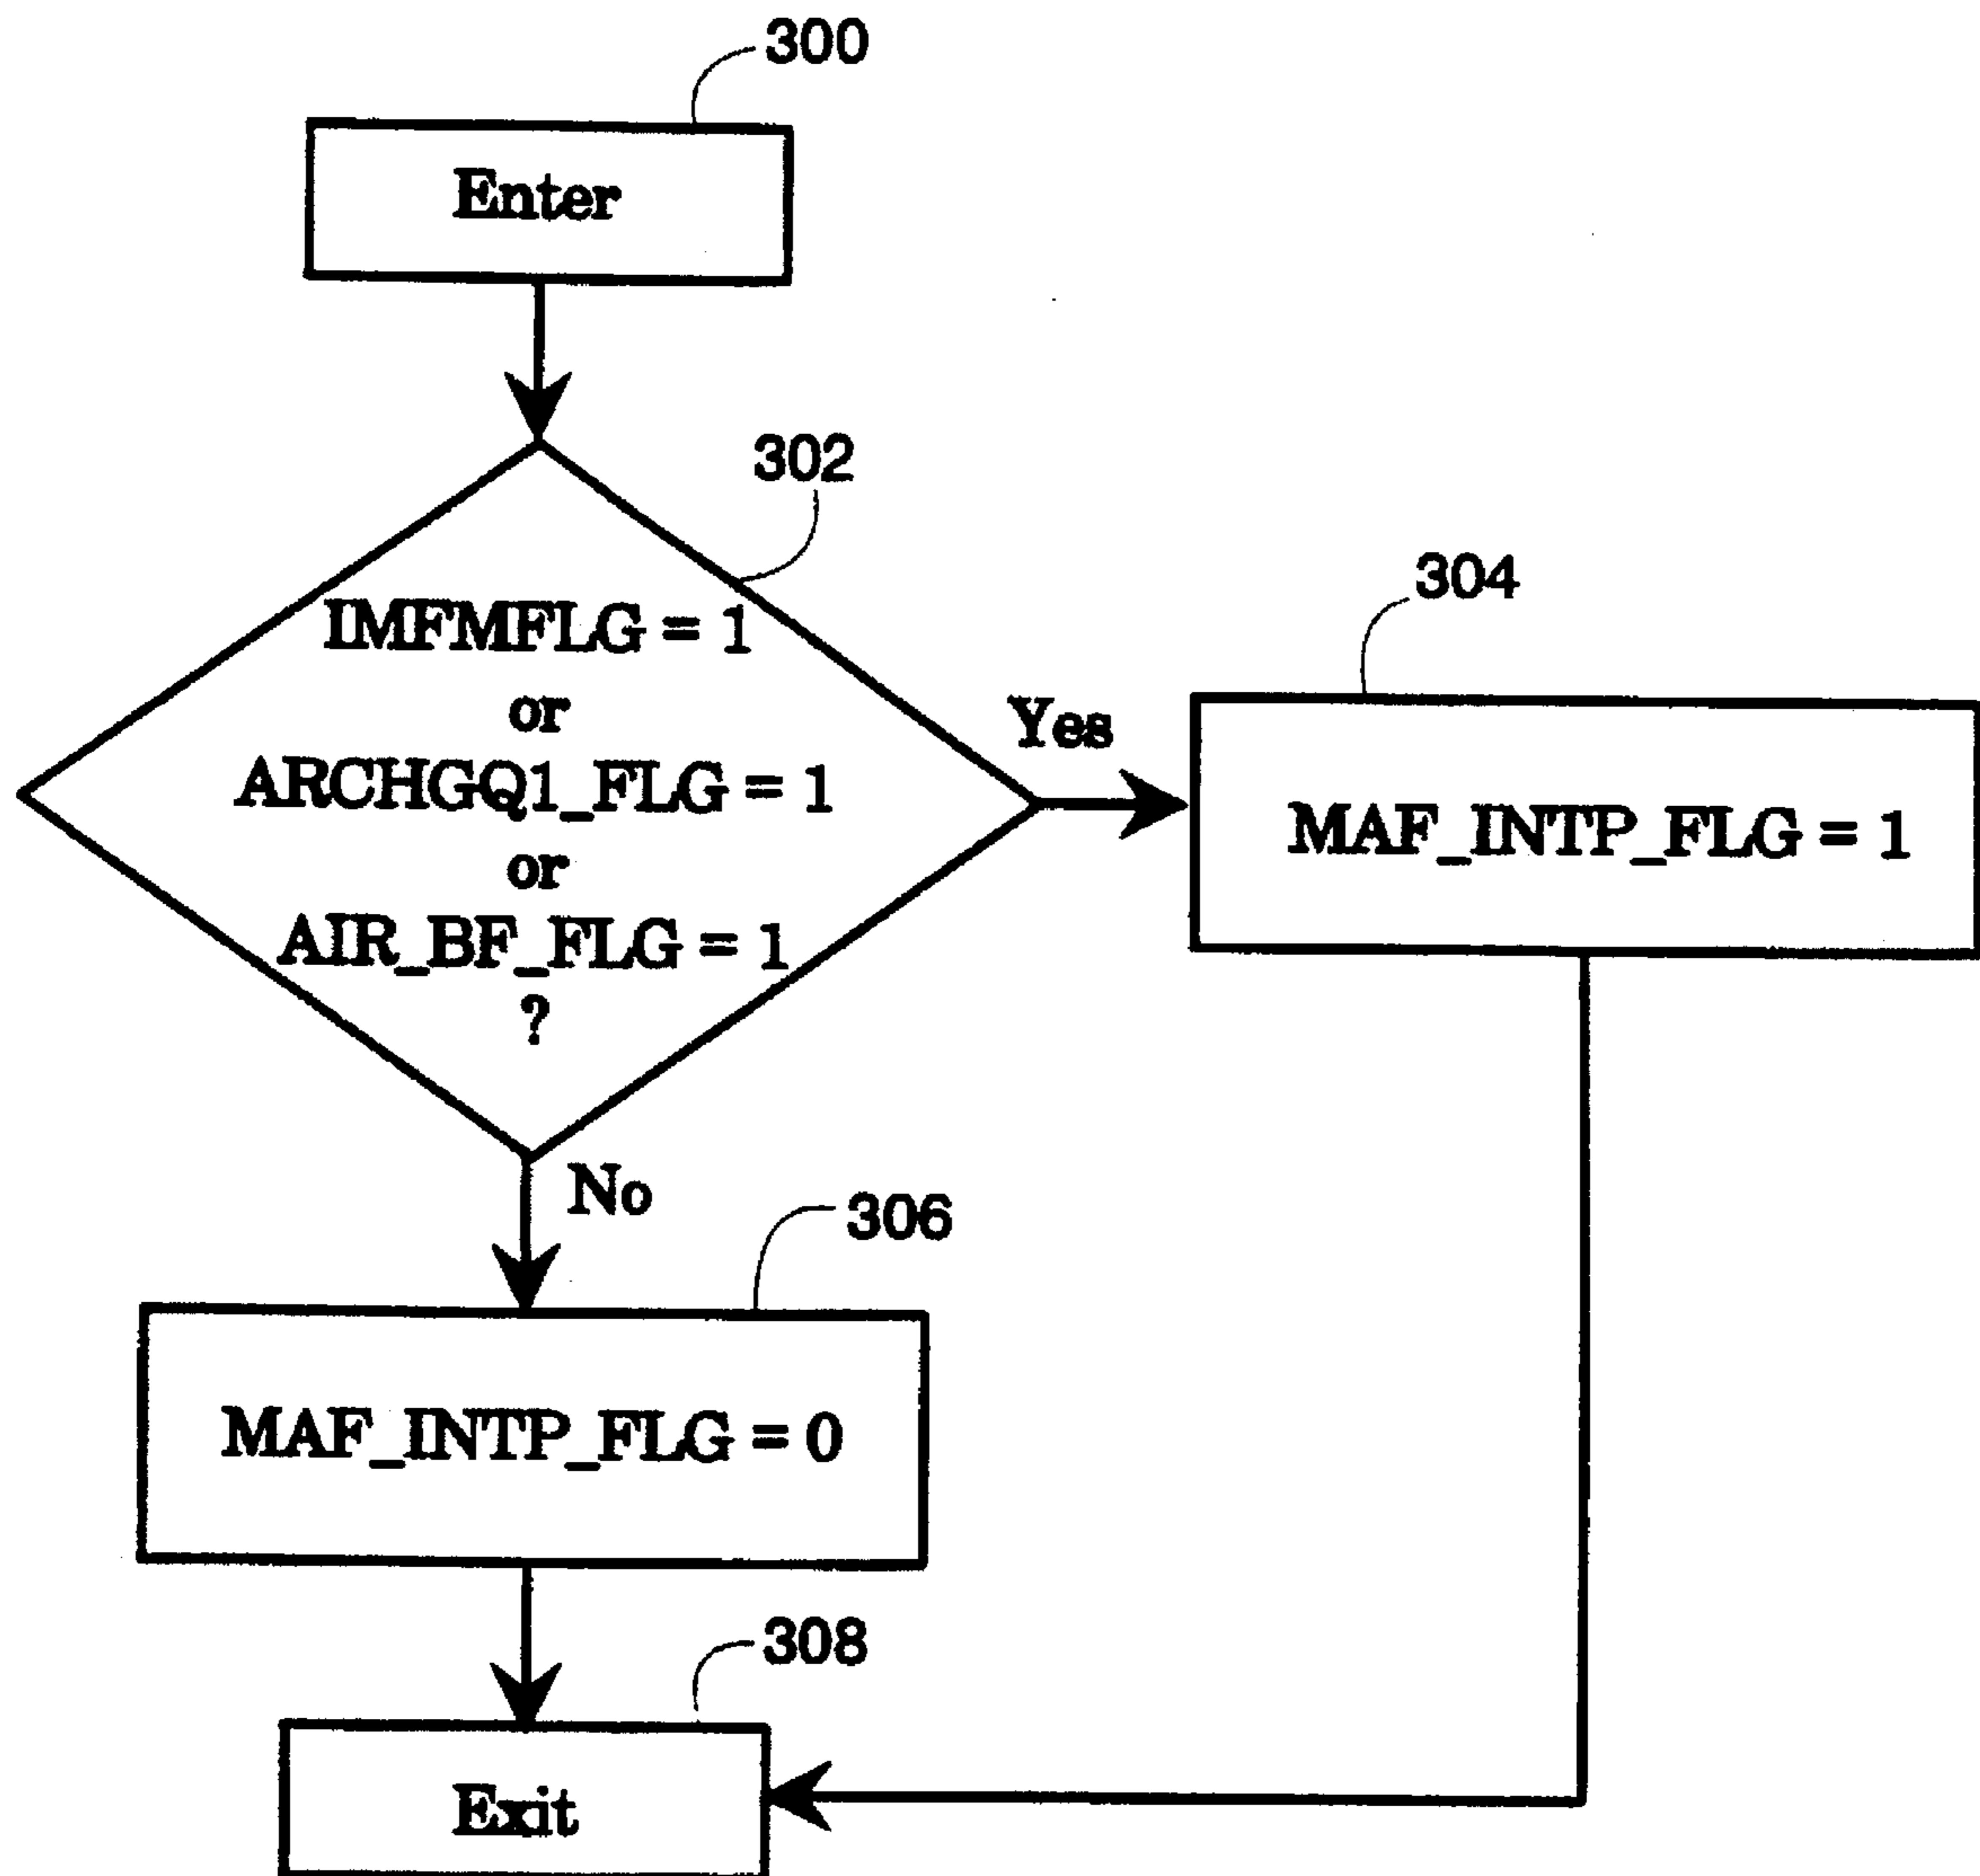 300
Enter
302
IMFMFLG = 1
or
ARCHGQ1_FLG = 1
or
AIR_BF_FLG = 1
?
Yes
304
MAF_INTP_FLG = 1
No
306
MAF_INTP_FLG = 0
308
Exit